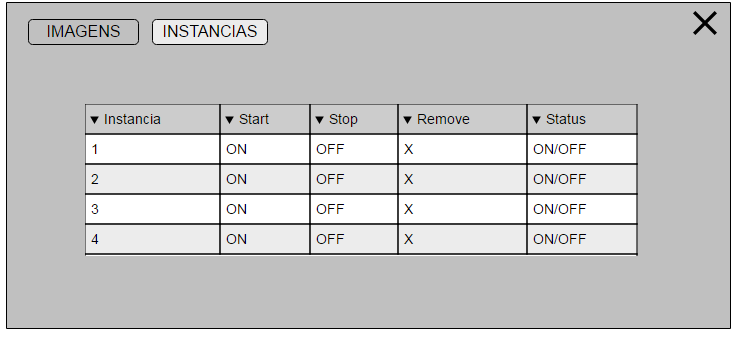 IMAGENS INSTANCIAS
▼ Instancia ▼ Start ▼ Stop ▼ Remove ▼ Status
1 ON OFF X ON/OFF
2 ON OFF X ON/OFF
3 ON OFF X ON/OFF
4 ON OFF X ON/OFF